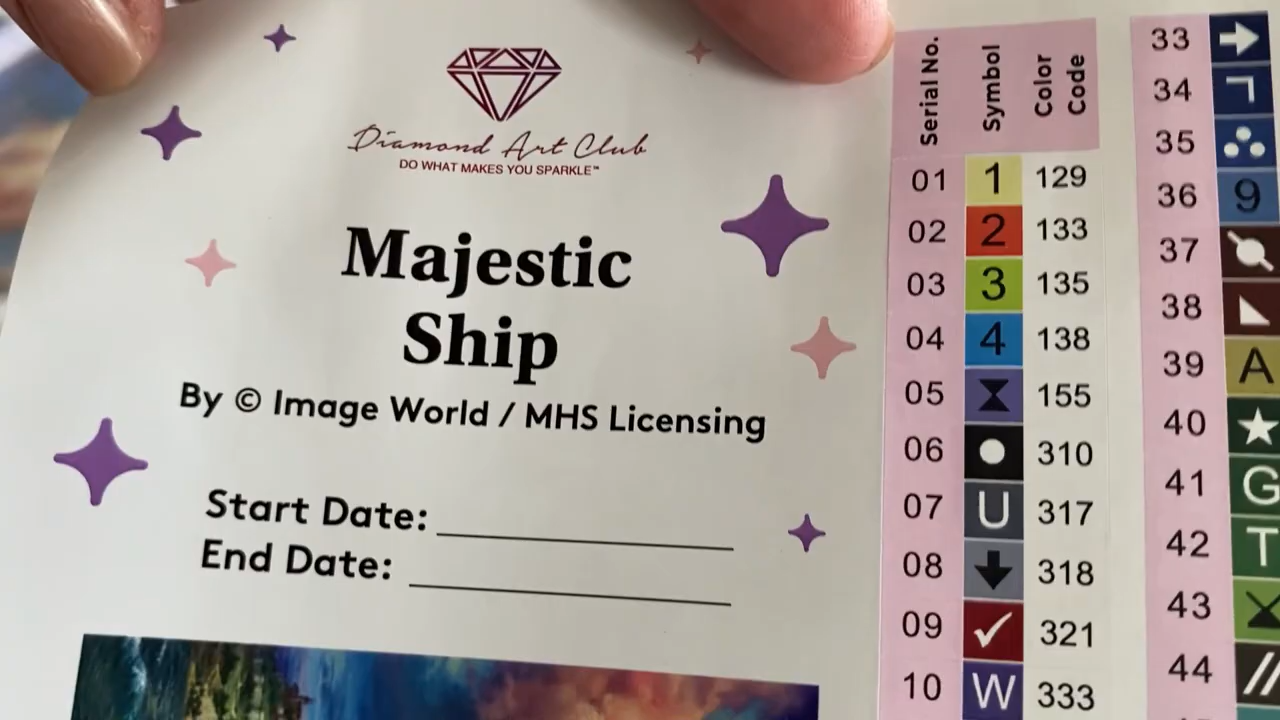 Diamond Art Club
DO WHAT MAKES YOU SPARKLE™
Majestic
Ship
By © Image World / MHS Licensing
Start Date:
End Date:
Serial No. Symbol Color Code
01 1 129
02 2 133
03 3 135
04 4 138
05 155
06 310
07 U 317
08 318
09 321
10 W 333
33
34
35
36 9
37
38
39 A
40
41 G
42 T
43
44